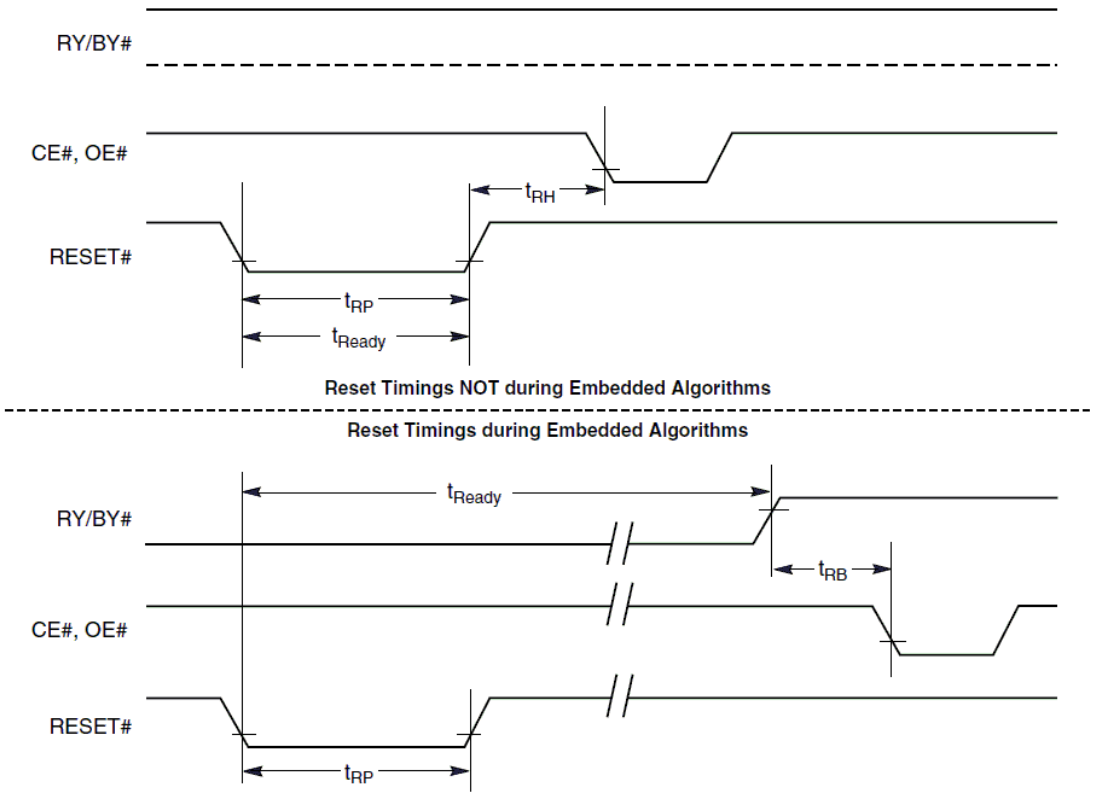 RY/BY#
CE#, OE#
tRH
RESET#
tRP
tReady
Reset Timings NOT during Embedded Algorithms
Reset Timings during Embedded Algorithms
tReady
RY/BY#
tRB
CE#, OE#
RESET#
tRP